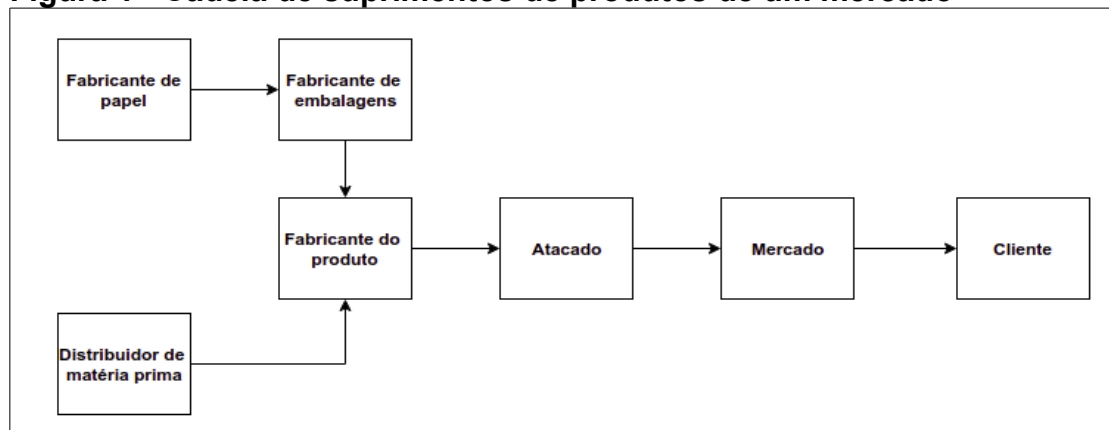 Figura 1 - Cadeia de suprimentos de produtos de um mercado
Fabricante de
papel
Fabricante de
embalagens
Fabricante do
produto
Atacado
Mercado
Cliente
Distribuidor de
matéria prima